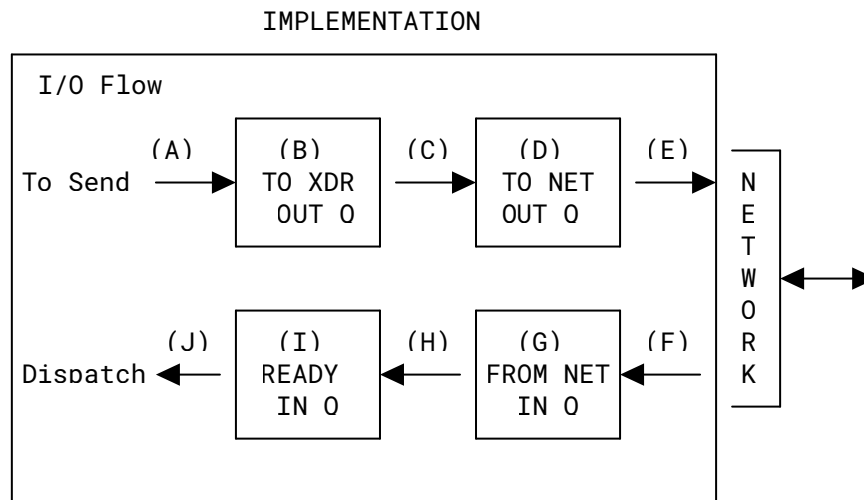 IMPLEMENTATION
I/O Flow
(A) (B) (C) (D) (E)
To Send TO XDR TO NET
OUT Q OUT Q
N
E
T
W
O
R
K
(J) (I) (H) (G) (F)
Dispatch READY FROM NET
IN Q IN Q